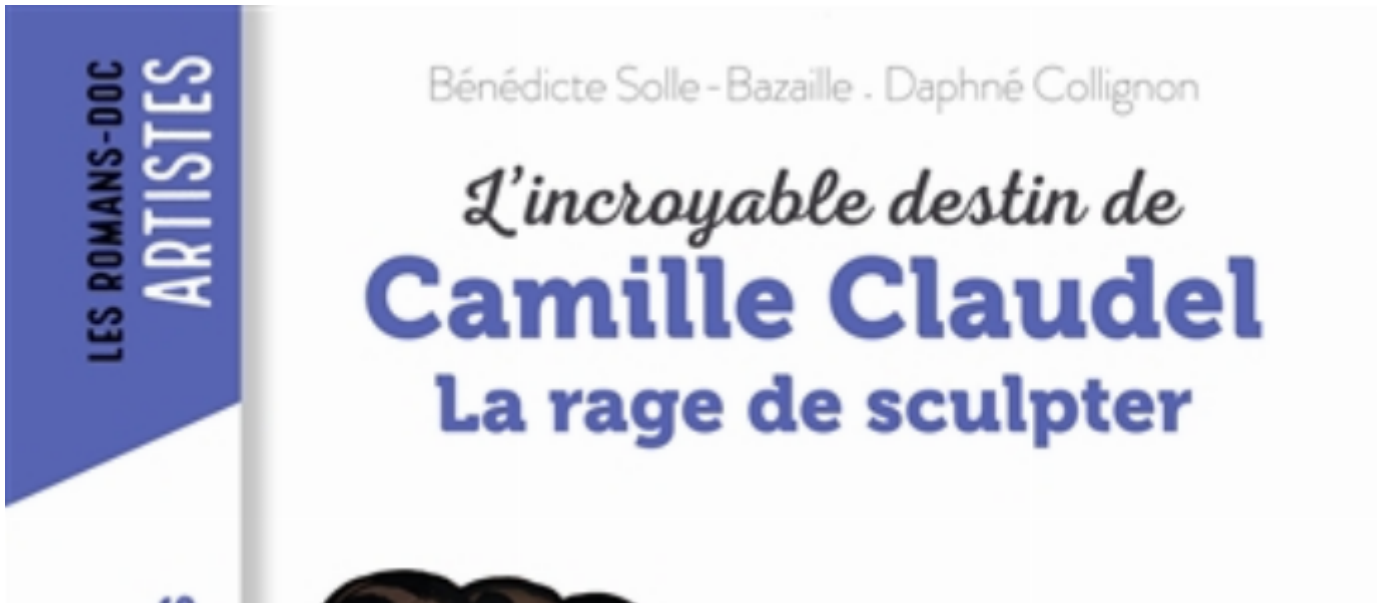 LES ROMANS-DOC
ARTISTES
Bénédicte Solle-Bazaille . Daphné Collignon
L'incroyable destin de
Camille Claudel
La rage de sculpter